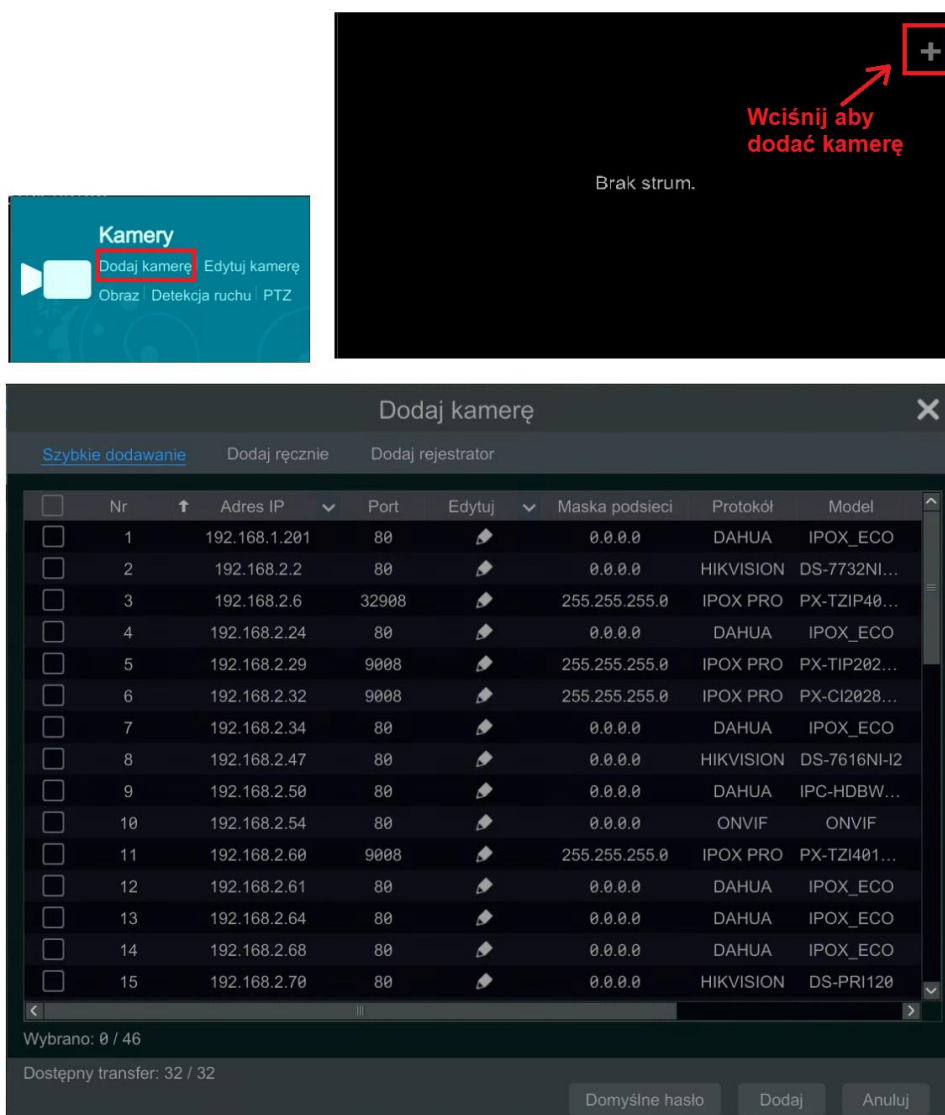 +
Wciśnij aby
dodać kamerę
Brak strum.
Kamery
Dodaj kamerę Edytuj kamerę
Obraz Detekcja ruchu PTZ
Dodaj kamerę
Szybkie dodawanie Dodaj ręcznie Dodaj rejestrator
Nr Adres IP Port Edytuj Maska podsieci Protokół Model
1 192.168.1.201 80 0.0.0.0 DAHUA IPOX_ECO
2 192.168.2.2 80 0.0.0.0 HIKVISION DS-7732NI...
3 192.168.2.6 32908 255.255.255.0 IPOX PRO PX-TZIP40...
4 192.168.2.24 80 0.0.0.0 DAHUA IPOX_ECO
5 192.168.2.29 9008 255.255.255.0 IPOX PRO PX-TIP202...
6 192.168.2.32 9008 255.255.255.0 IPOX PRO PX-CI2028...
7 192.168.2.34 80 0.0.0.0 DAHUA IPOX_ECO
8 192.168.2.47 80 0.0.0.0 HIKVISION DS-7616NI-I2
9 192.168.2.50 80 0.0.0.0 DAHUA IPC-HDBW...
10 192.168.2.54 80 0.0.0.0 ONVIF ONVIF
11 192.168.2.60 9008 255.255.255.0 IPOX PRO PX-TZI401...
12 192.168.2.61 80 0.0.0.0 DAHUA IPOX_ECO
13 192.168.2.64 80 0.0.0.0 DAHUA IPOX_ECO
14 192.168.2.68 80 0.0.0.0 DAHUA IPOX_ECO
15 192.168.2.70 80 0.0.0.0 HIKVISION DS-PRI120
Wybrano: 0 / 46
Dostępny transfer: 32 / 32
Domyślne hasło Dodaj Anuluj